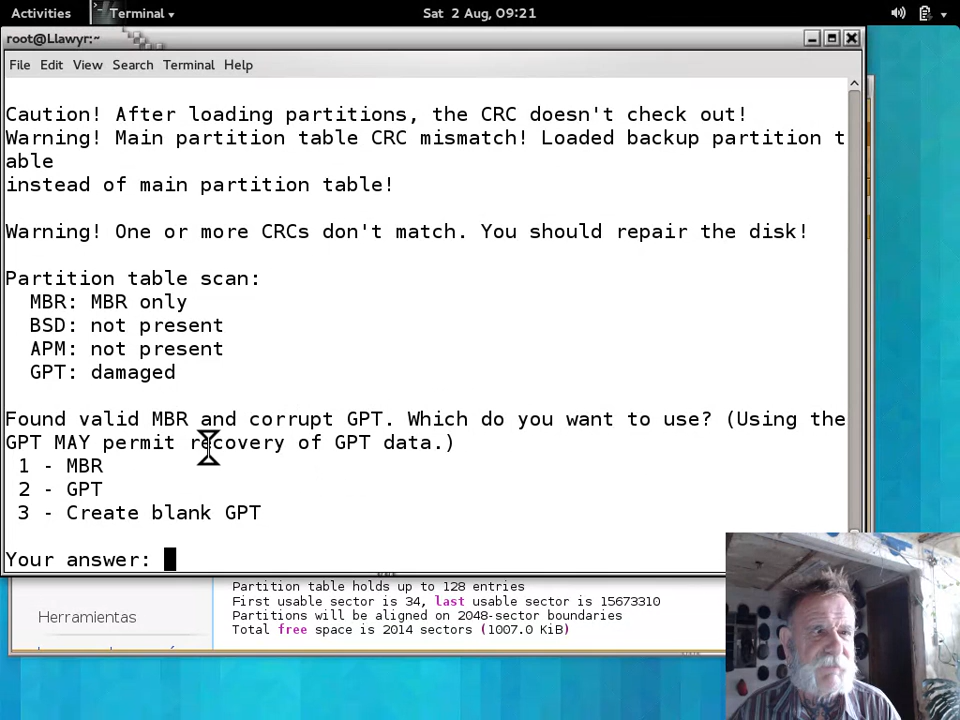 Activities Terminal Sat 2 Aug, 09:21
root@Llawyr:~
File Edit View Search Terminal Help
Caution! After loading partitions, the CRC doesn't check out!
Warning! Main partition table CRC mismatch! Loaded backup partition t
able
instead of main partition table!
Warning! One or more CRCs don't match. You should repair the disk!
Partition table scan:
MBR: MBR only
BSD: not present
APM: not present
GPT: damaged
Found valid MBR and corrupt GPT. Which do you want to use? (Using the
GPT MAY permit recovery of GPT data.)
1 - MBR
2 - GPT
3 - Create blank GPT
Your answer:
Herramientas
Partition table holds up to 128 entries
First usable sector is 34, last usable sector is 15673310
Partitions will be aligned on 2048-sector boundaries
Total free space is 2014 sectors (1007.0 KiB)